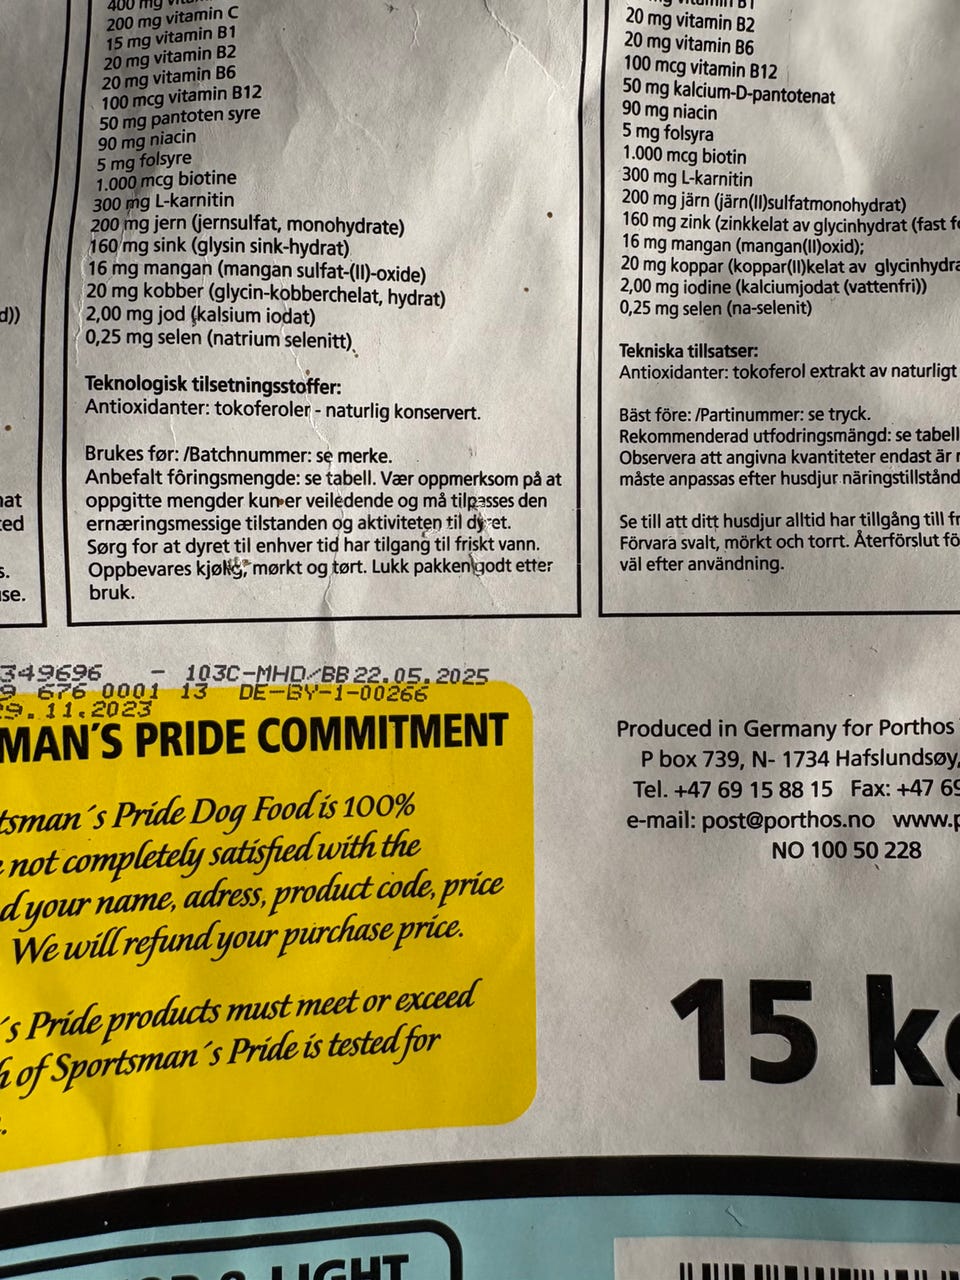 d))
at
ted
s.
se.
400 mg
200 mg vitamin C
15 mg vitamin B1
20 mg vitamin B2
20 mg vitamin B6
100 mcg vitamin B12
50 mg pantoten syre
90 mg niacin
5 mg folsyre
1.000 mcg biotine
300 mg L-karnitin
200 mg jern (jernsulfat, monohydrate)
160 mg sink (glysin sink-hydrat)
16 mg mangan (mangan sulfat-(II)-oxide)
20 mg kobber (glycin-kobberchelat, hydrat)
2,00 mg jod (kalsium iodat)
0,25 mg selen (natrium selenitt)
Teknologisk tilsetningsstoffer:
Antioxidanter: tokoferoler - naturlig konservert.
Brukes før: /Batchnummer: se merke.
Anbefalt fôringsmengde: se tabell. Vær oppmerksom på at
oppgitte mengder kun er veiledende og må tilpasses den
ernæringsmessige tilstanden og aktiviteten til dyret.
Sørg for at dyret til enhver tid har tilgang til friskt vann.
Oppbevares kjølig, mørkt og tørt. Lukk pakken godt etter
bruk.
mg vitamin B1
20 mg vitamin B2
20 mg vitamin B6
100 mcg vitamin B12
50 mg kalcium-D-pantotenat
90 mg niacin
5 mg folsyra
1.000 mcg biotin
300 mg L-karnitin
200 mg järn (järn(II)sulfatmonohydrat)
160 mg zink (zinkkelat av glycinhydrat (fast
16 mg mangan (mangan(II)oxid);
20 mg koppar (koppar(II)kelat av glycinhydra
2,00 mg iodine (kalciumjodat (vattenfri))
0,25 mg selen (na-selenit)
Tekniska tillsatser:
Antioxidanter: tokoferol extrakt av naturligt
Bäst före: /Partinummer: se tryck.
Rekommenderad utfodringsmängd: se tabell
Observera att angivna kvantiteter endast är
måste anpassas efter husdjur näringstillstånd
Se till att ditt husdjur alltid har tillgång till
Förvara svalt, mörkt och torrt. Återförslut
väl efter användning.
349696 - 103C-MHD/BB 22.05.2025
9 676 0001 13 DE-BY-1-00266
29.11.2023
MAN´S PRIDE COMMITMENT
tsman´s Pride Dog Food is 100%
not completely satisfied with the
d your name, adress, product code, price
We will refund your purchase price.
´s Pride products must meet or exceed
h of Sportsman´s Pride is tested for
Produced in Germany for Porthos
P box 739, N- 1734 Hafslundsøy,
Tel. +47 69 15 88 15 Fax: +47 69
e-mail: post@porthos.no www.p
NO 100 50 228
15 k
& LIGHT